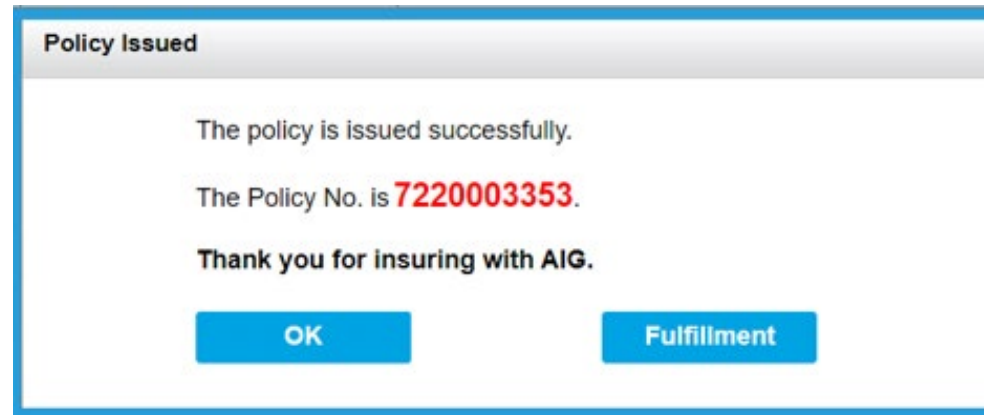 Policy Issued
The policy is issued successfully.
The Policy No. is 7220003353.
Thank you for insuring with AIG.
OK
Fulfillment